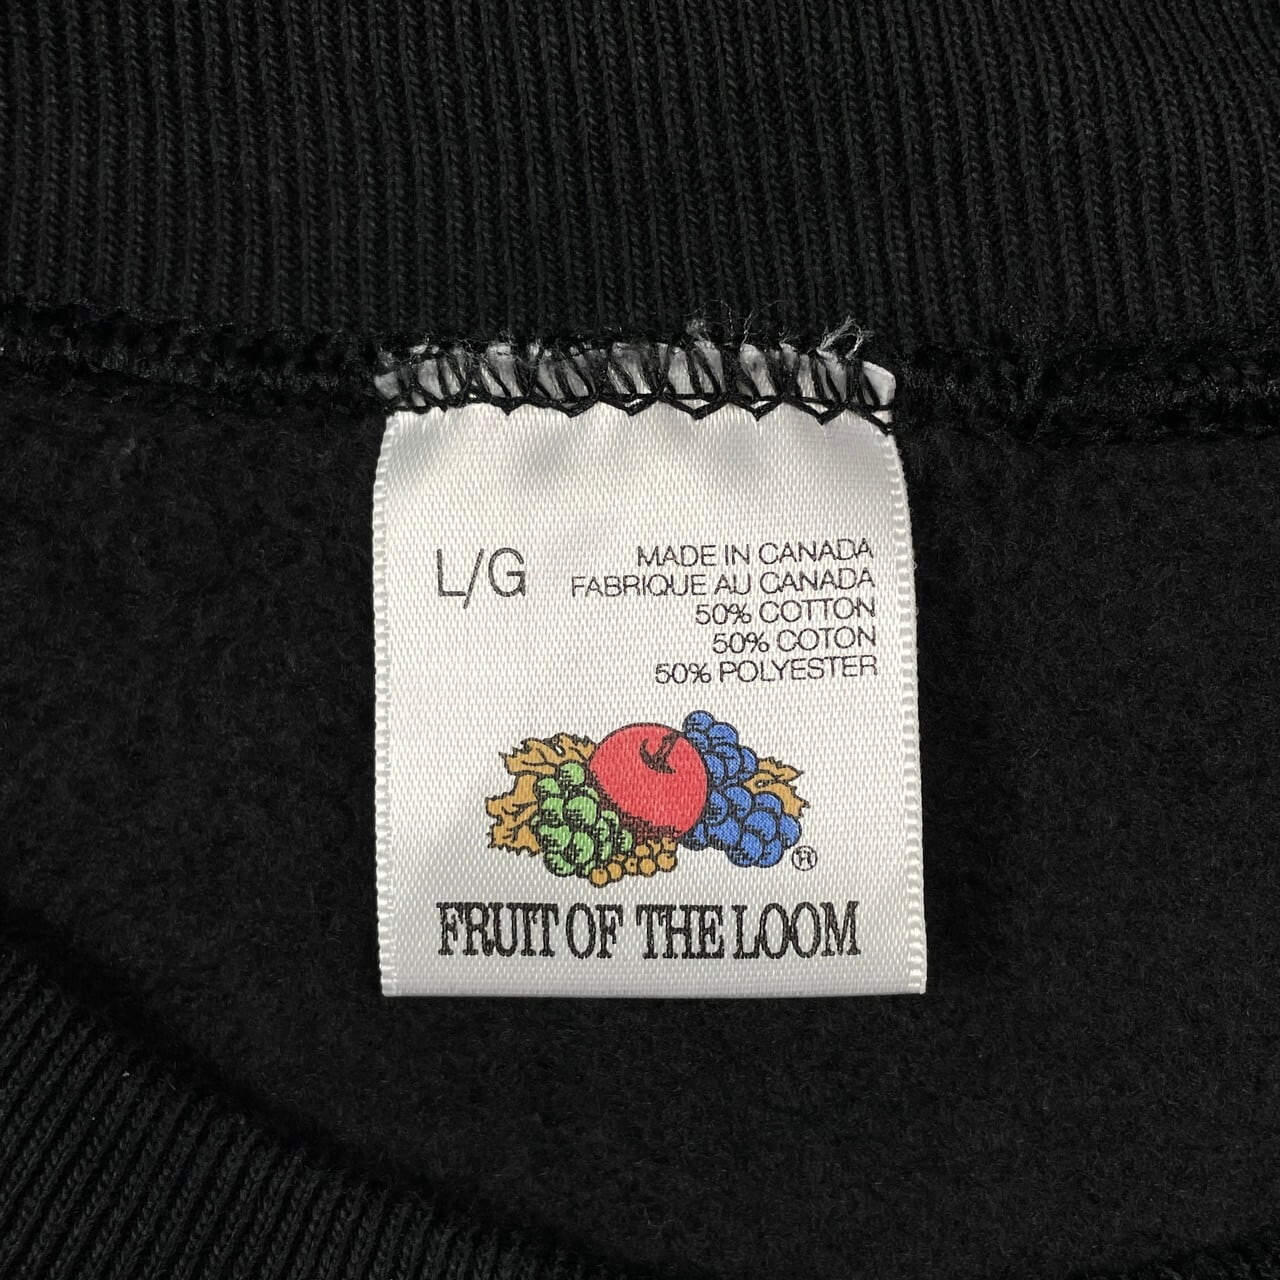 L/G
MADE IN CANADA
FABRIQUE AU CANADA
50% COTTON
50% COTON
50% POLYESTER
®
FRUIT OF THE LOOM